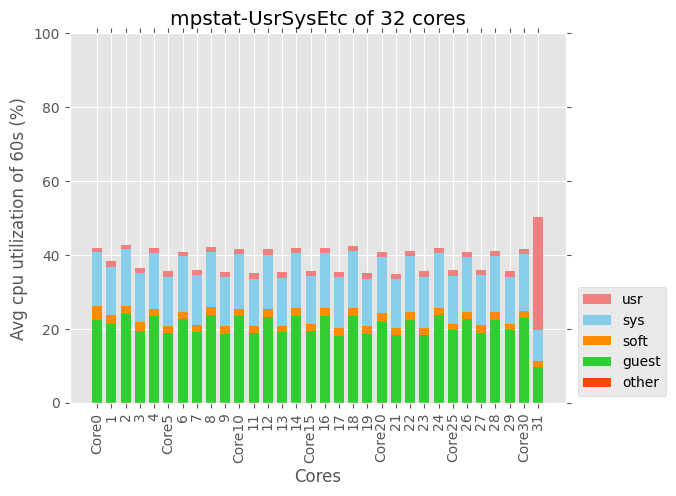 mpstat-UsrSysEtc of 32 cores
100
80
60
40
20
0
Avg cpu utilization of 60s (%)
Core0
1
2
3
4
Core5
6
7
8
9
Core10
11
12
13
14
Core15
16
17
18
19
Core20
21
22
23
24
Core25
26
27
28
29
Core30
31
Cores
usr
sys
soft
guest
other